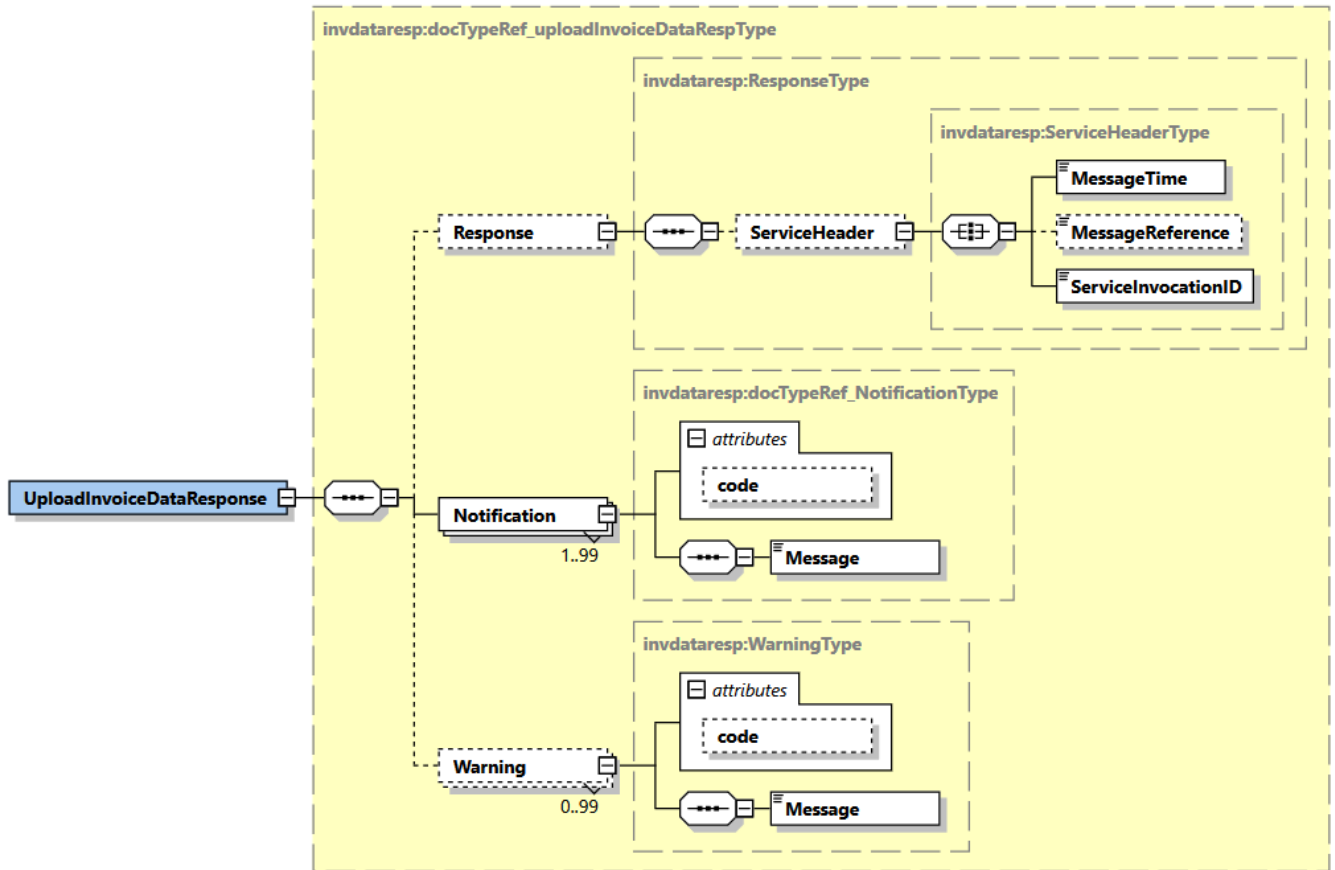 invdataresp:docTypeRef_uploadInvoiceDataRespType
invdataresp:ResponseType
invdataresp:ServiceHeaderType
MessageTime
Response
ServiceHeader
MessageReference
ServiceInvocationID
invdataresp:docTypeRef_NotificationType
attributes
code
UploadInvoiceDataResponse
Notification
1..99
Message
invdataresp:WarningType
attributes
code
Warning
0..99
Message